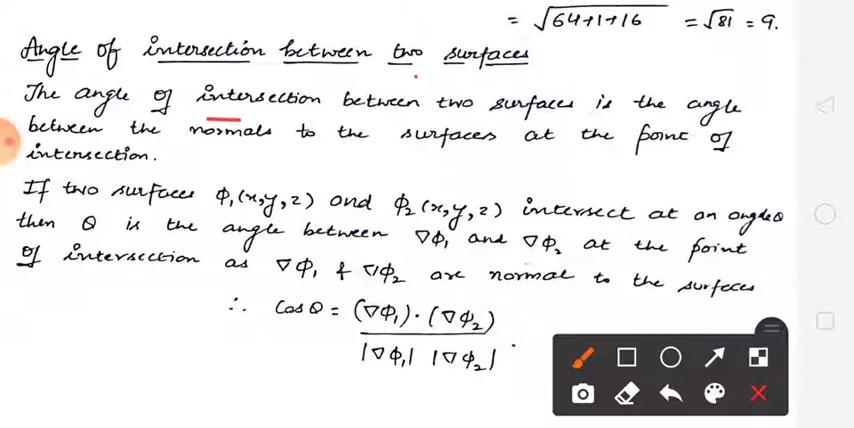 = √64+1+16 = √81 = 9.
Angle of intersection between two surfaces
The angle of intersection between two surfaces is the angle
between the normals to the surfaces at the point of
intersection.
If two surfaces ϕ₁(x,y,z) and ϕ₂(x,y,z) intersect at an angle θ
then θ is the angle between ∇ϕ₁ and ∇ϕ₂ at the point
of intersection as ∇ϕ₁ & ∇ϕ₂ are normal to the surfaces
∴ Cos θ = (∇ϕ₁)·(∇ϕ₂)
|∇ϕ₁| |∇ϕ₂|